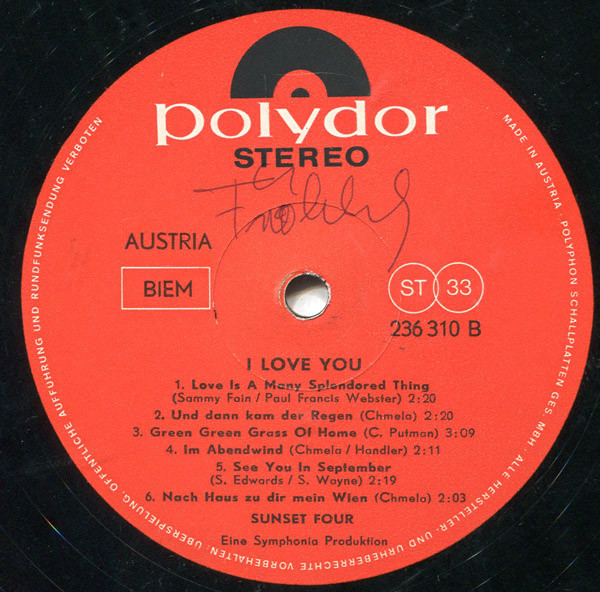 polydor
STEREO
AUSTRIA
BIEM
ST 33
236 310 B
I LOVE YOU
1. Love Is A Many Splendored Thing
(Sammy Fain / Paul Francis Webster) 2:20
2. Und dann kam der Regen (Chmela) 2:20
3. Green Green Grass Of Home (C. Putman) 3:09
4. Im Abendwind (Chmela / Handler) 2:11
5. See You In September
(S. Edwards / S. Wayne) 2:19
6. Nach Haus zu dir mein Wien (Chmela) 2:03
SUNSET FOUR
Eine Symphonia Produktion
MADE IN AUSTRIA · POLYPHON SCHALLPLATTEN GES. MBH · ALLE HERSTELLER- UND URHEBERRECHTE VORBEHALTEN: ÜBERSPIELUNG, ÖFFENTLICHE AUFFÜHRUNG UND RUNDFUNKSENDUNG VERBOTEN